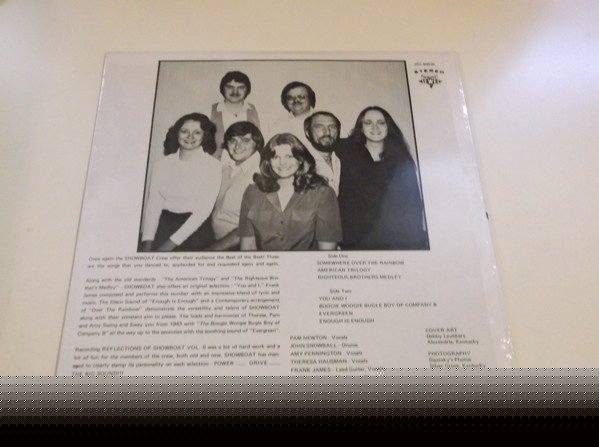 STEREO
Once again the SHOWBOAT Crew offer their audience the Best of the Boat! These
are the songs that you danced to, applauded for and requested again and again.
Along with the old standards "The American Trilogy" and "The Righteous Bro-
ther's Medley" - SHOWBOAT also offers an original selection. "You and I." Frank
James composed and performs this number with an impressive blend of lyric and
music. The Disco Sound of "Enough is Enough" and a Contemporary arrangement
of "Over The Rainbow" demonstrate the versatility and talent of SHOWBOAT
along with their constant aim to please. The leads and harmonies of Theresa, Pam
and Amy Swing and Sway you from 1943 with "The Boogie Woogie Bugle Boy of
Company B" all the way up to the present with the soothing sound of "Evergreen"
Recording REFLECTIONS OF SHOWBOAT VOL. II was a lot of hard work and a
lot of fun for the members of the crew, both old and new. SHOWBOAT has man-
aged to clearly stamp its personality on each selection - POWER ..... DRIVE .....
THE BIG SOUND!!!
Side One
SOMEWHERE OVER THE RAINBOW
AMERICAN TRILOGY
RIGHTEOUS BROTHERS MEDLEY
Side Two
YOU AND I
BOOGIE WOOGIE BUGLE BOY OF COMPANY B
EVERGREEN
ENOUGH IS ENOUGH
PAM NEWTON - Vocals
JOHN SNOWBALL - Drums
AMY PENNINGTON - Vocals
THERESA HAUSMAN - Vocals
FRANK JAMES - Lead Guitar, Vocals
COVER ART
Debby
Alexandria, Kentucky
PHOTOGRAPHY
Squeaky's Photos
Silver Grove, Kentucky